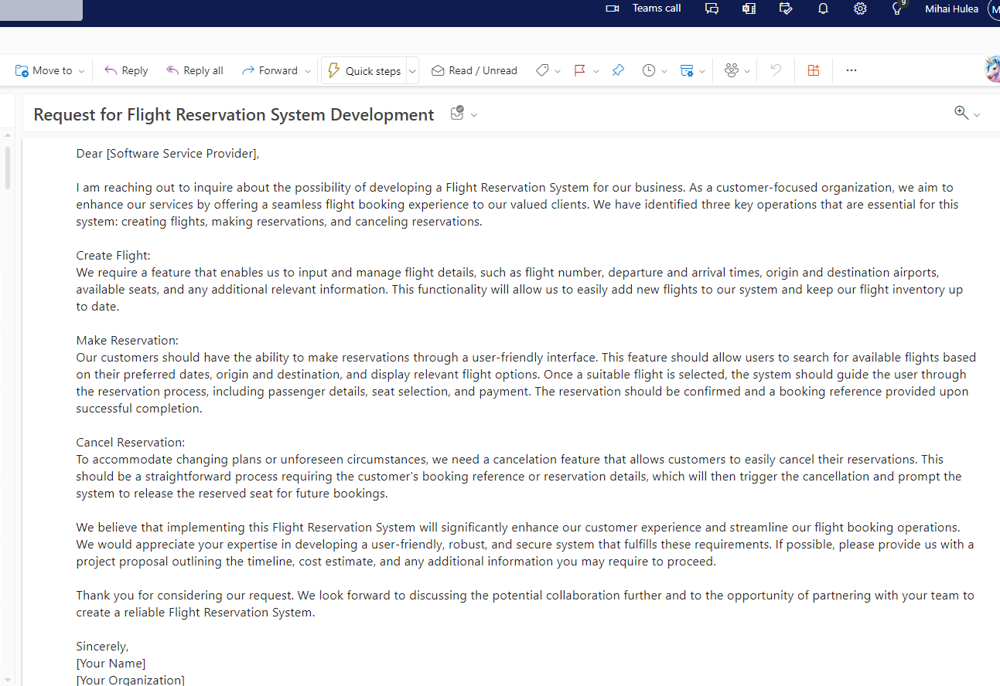 9
Teams call
Mihai Hulea
M
Move to
Reply
Reply all
Forward
Quick steps
Read / Unread
Request for Flight Reservation System Development
Dear [Software Service Provider],
I am reaching out to inquire about the possibility of developing a Flight Reservation System for our business. As a customer-focused organization, we aim to
enhance our services by offering a seamless flight booking experience to our valued clients. We have identified three key operations that are essential for this
system: creating flights, making reservations, and canceling reservations.
Create Flight:
We require a feature that enables us to input and manage flight details, such as flight number, departure and arrival times, origin and destination airports,
available seats, and any additional relevant information. This functionality will allow us to easily add new flights to our system and keep our flight inventory up
to date.
Make Reservation:
Our customers should have the ability to make reservations through a user-friendly interface. This feature should allow users to search for available flights based
on their preferred dates, origin and destination, and display relevant flight options. Once a suitable flight is selected, the system should guide the user through
the reservation process, including passenger details, seat selection, and payment. The reservation should be confirmed and a booking reference provided upon
successful completion.
Cancel Reservation:
To accommodate changing plans or unforeseen circumstances, we need a cancelation feature that allows customers to easily cancel their reservations. This
should be a straightforward process requiring the customer's booking reference or reservation details, which will then trigger the cancellation and prompt the
system to release the reserved seat for future bookings.
We believe that implementing this Flight Reservation System will significantly enhance our customer experience and streamline our flight booking operations.
We would appreciate your expertise in developing a user-friendly, robust, and secure system that fulfills these requirements. If possible, please provide us with a
project proposal outlining the timeline, cost estimate, and any additional information you may require to proceed.
Thank you for considering our request. We look forward to discussing the potential collaboration further and to the opportunity of partnering with your team to
create a reliable Flight Reservation System.
Sincerely,
[Your Name]
[Your Organization]